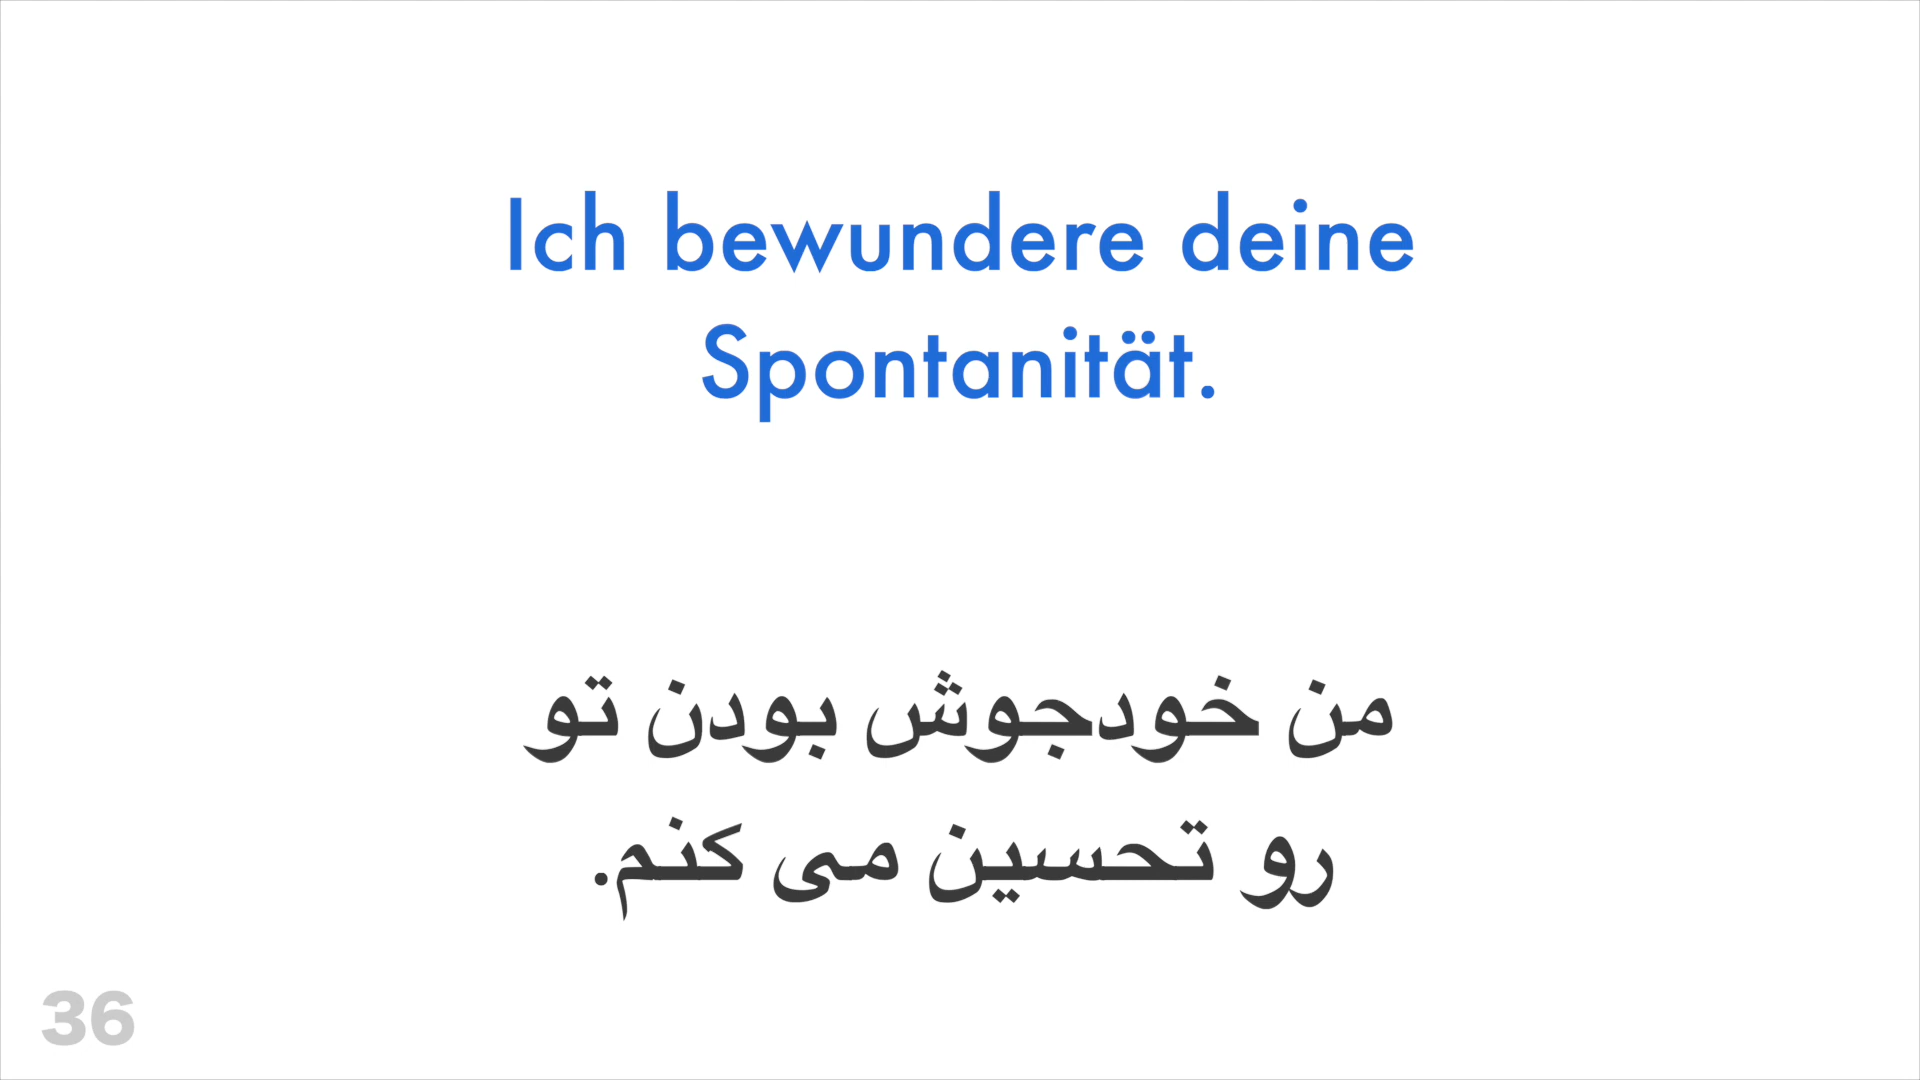 Ich bewundere deine
Spontanität.
من خودجوش بودن تو
رو تحسین می کنم.
36